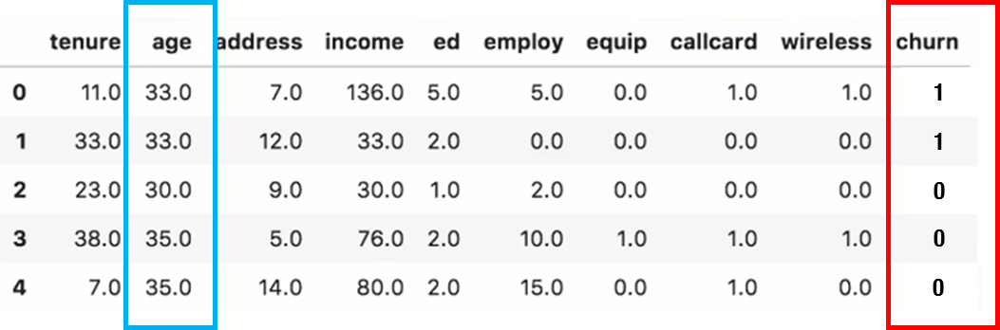 tenure age address income ed employ equip callcard wireless churn
0 11.0 33.0 7.0 136.0 5.0 5.0 0.0 1.0 1.0 1
1 33.0 33.0 12.0 33.0 2.0 0.0 0.0 0.0 0.0 1
2 23.0 30.0 9.0 30.0 1.0 2.0 0.0 0.0 0.0 0
3 38.0 35.0 5.0 76.0 2.0 10.0 1.0 1.0 1.0 0
4 7.0 35.0 14.0 80.0 2.0 15.0 0.0 1.0 0.0 0